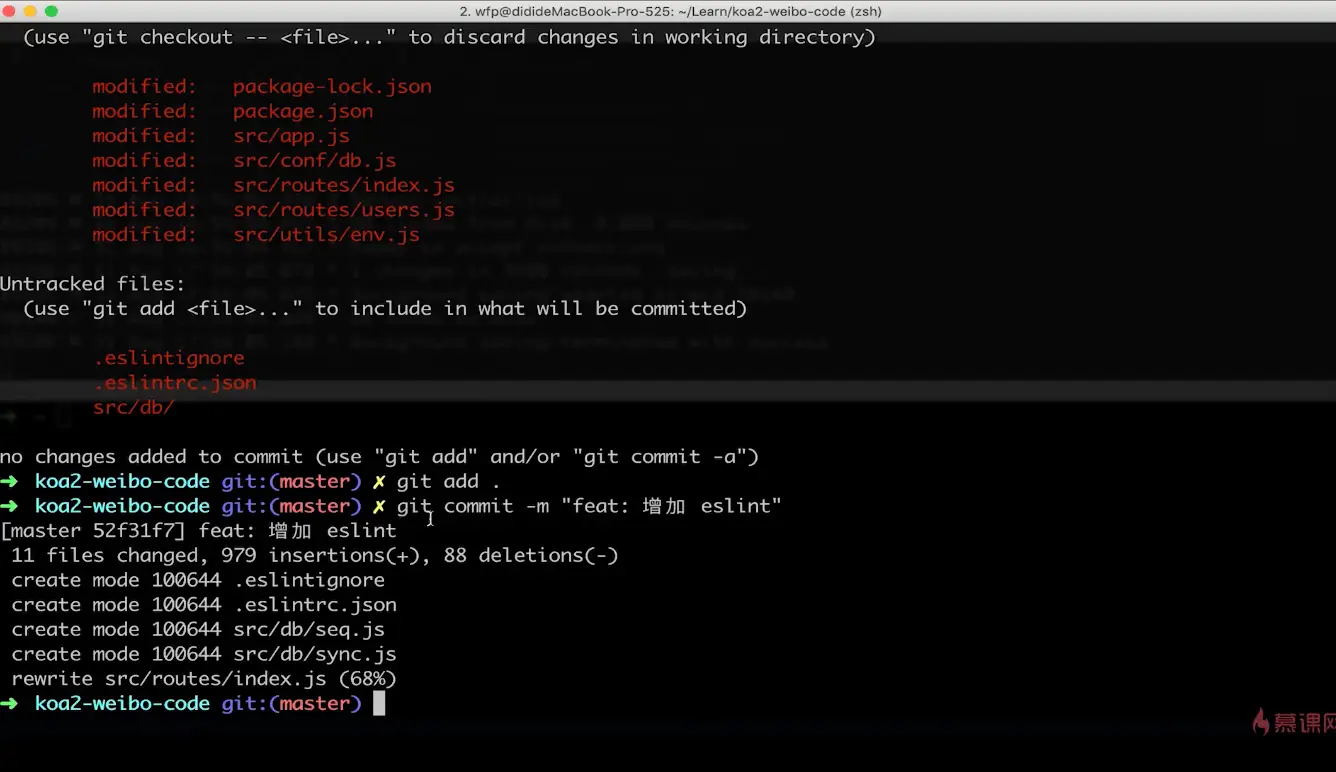 2. wfp@didideMacBook-Pro-525: ~/Learn/koa2-weibo-code (zsh)
(use "git checkout -- <file>..." to discard changes in working directory)
modified:   package-lock.json
modified:   package.json
modified:   src/app.js
modified:   src/conf/db.js
modified:   src/routes/index.js
modified:   src/routes/users.js
modified:   src/utils/env.js
Untracked files:
(use "git add <file>..." to include in what will be committed)
.eslintignore
.eslintrc.json
src/db/
no changes added to commit (use "git add" and/or "git commit -a")
➜ koa2-weibo-code git:(master) ✗ git add .
➜ koa2-weibo-code git:(master) ✗ git commit -m "feat: 增加 eslint"
[master 52f31f7] feat: 增加 eslint
11 files changed, 979 insertions(+), 88 deletions(-)
create mode 100644 .eslintignore
create mode 100644 .eslintrc.json
create mode 100644 src/db/seq.js
create mode 100644 src/db/sync.js
rewrite src/routes/index.js (68%)
➜ koa2-weibo-code git:(master)
慕课网